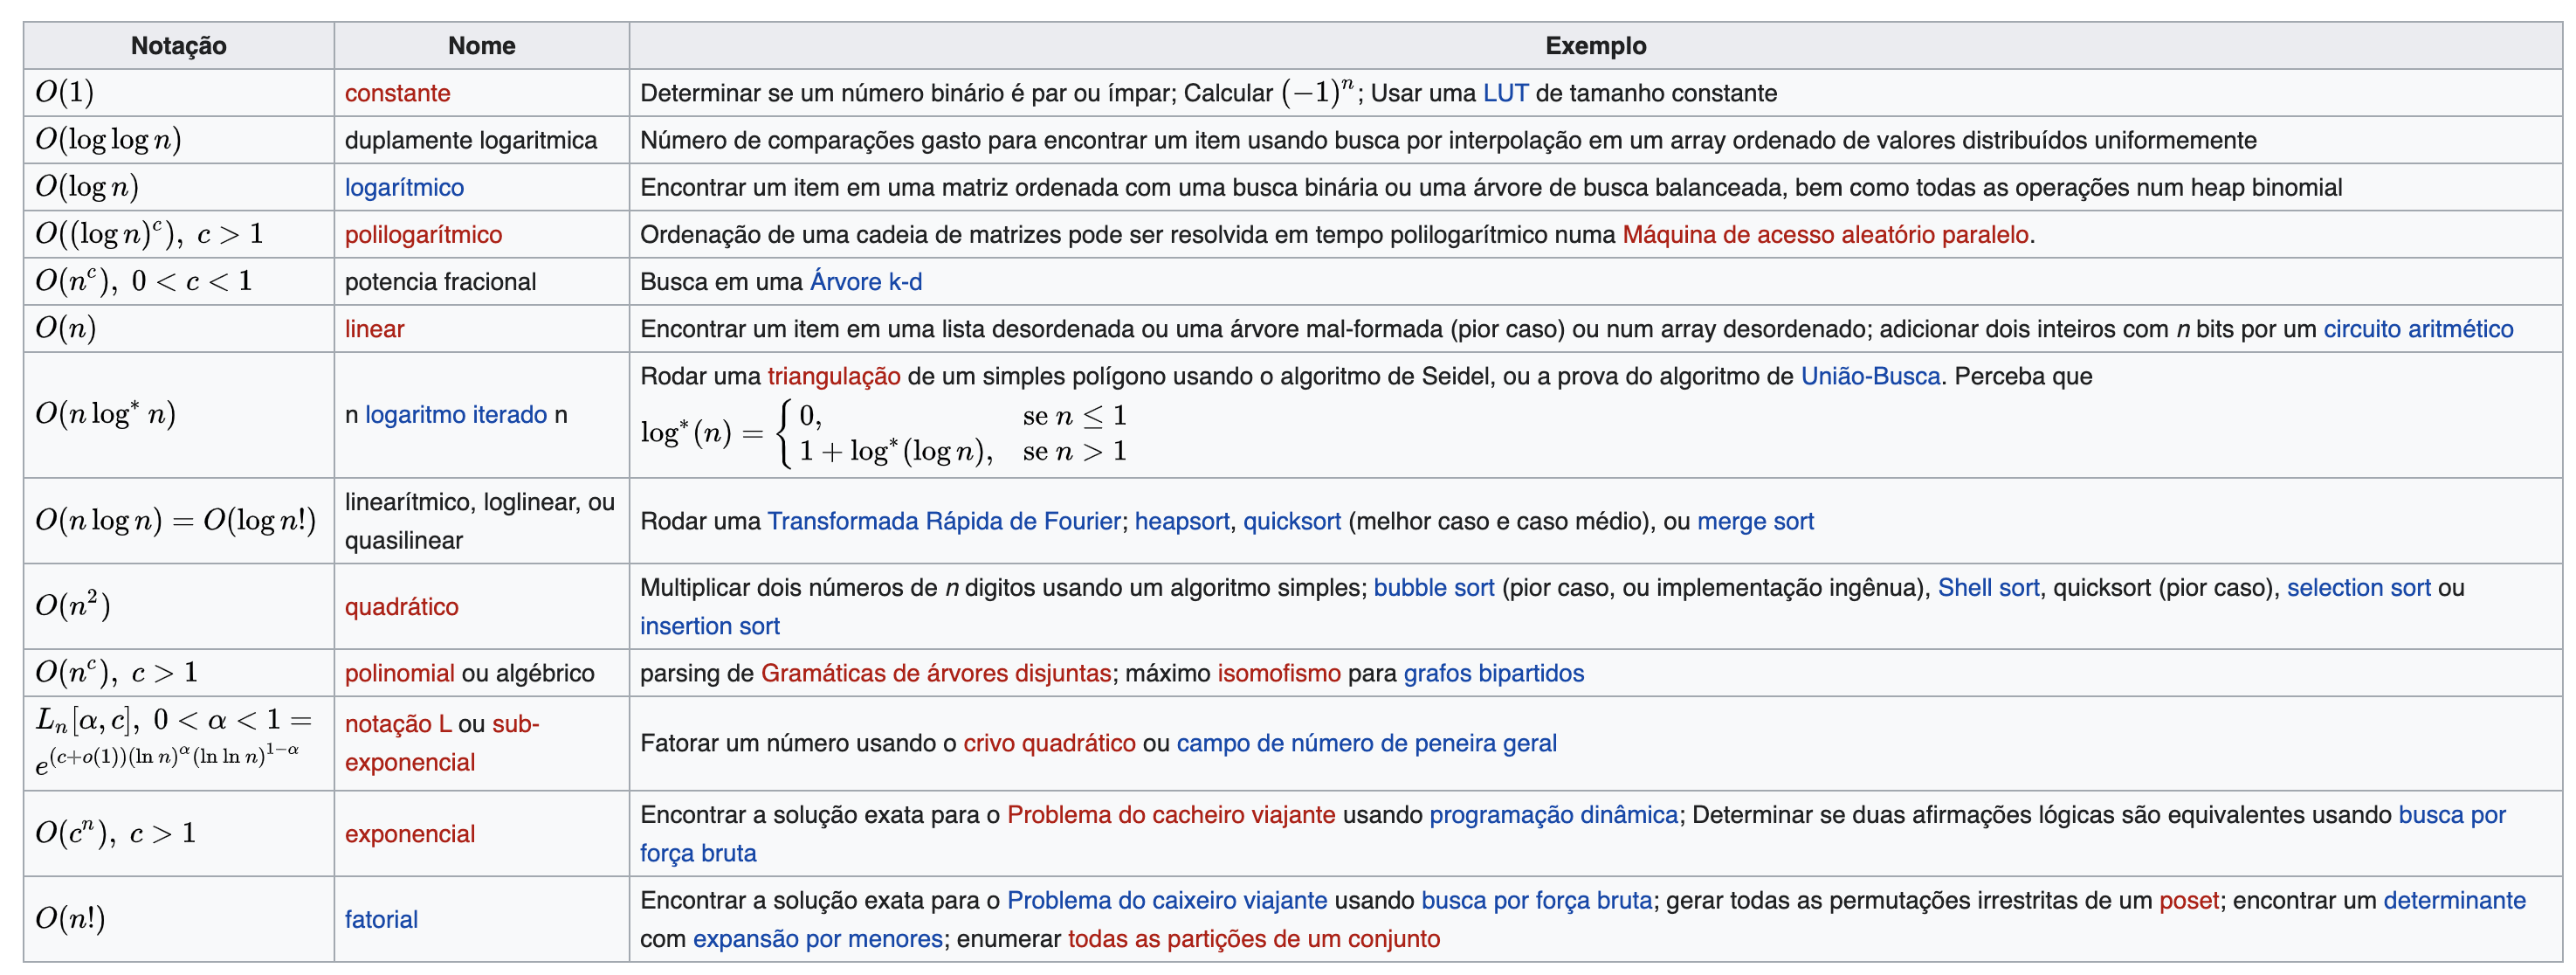 Notação Nome Exemplo
O(1) constante Determinar se um número binário é par ou ímpar; Calcular (−1)ⁿ; Usar uma LUT de tamanho constante
O(log log n) duplamente logaritmica Número de comparações gasto para encontrar um item usando busca por interpolação em um array ordenado de valores distribuídos uniformemente
O(log n) logarítmico Encontrar um item em uma matriz ordenada com uma busca binária ou uma árvore de busca balanceada, bem como todas as operações num heap binomial
O((log n)^c), c > 1 polilogarítmico Ordenação de uma cadeia de matrizes pode ser resolvida em tempo polilogarítmico numa Máquina de acesso aleatório paralelo.
O(n^c), 0 < c < 1 potencia fracional Busca em uma Árvore k-d
O(n) linear Encontrar um item em uma lista desordenada ou uma árvore mal-formada (pior caso) ou num array desordenado; adicionar dois inteiros com n bits por um circuito aritmético
O(n log* n) n logaritmo iterado n Rodar uma triangulação de um simples polígono usando o algoritmo de Seidel, ou a prova do algoritmo de União-Busca. Perceba que
log*(n) = { 0, se n ≤ 1
1 + log*(log n), se n > 1
O(n log n) = O(log n!) linearítmico, loglinear, ou
quasilinear Rodar uma Transformada Rápida de Fourier; heapsort, quicksort (melhor caso e caso médio), ou merge sort
O(n²) quadrático Multiplicar dois números de n digitos usando um algoritmo simples; bubble sort (pior caso, ou implementação ingênua), Shell sort, quicksort (pior caso), selection sort ou
insertion sort
O(n^c), c > 1 polinomial ou algébrico parsing de Gramáticas de árvores disjuntas; máximo isomofismo para grafos bipartidos
L_n[α, c], 0 < α < 1 =
e^((c+o(1))(ln n)^α(ln ln n)^(1−α)) notação L ou sub-
exponencial Fatorar um número usando o crivo quadrático ou campo de número de peneira geral
O(c^n), c > 1 exponencial Encontrar a solução exata para o Problema do cacheiro viajante usando programação dinâmica; Determinar se duas afirmações lógicas são equivalentes usando busca por
força bruta
O(n!) fatorial Encontrar a solução exata para o Problema do caixeiro viajante usando busca por força bruta; gerar todas as permutações irrestritas de um poset; encontrar um determinante
com expansão por menores; enumerar todas as partições de um conjunto